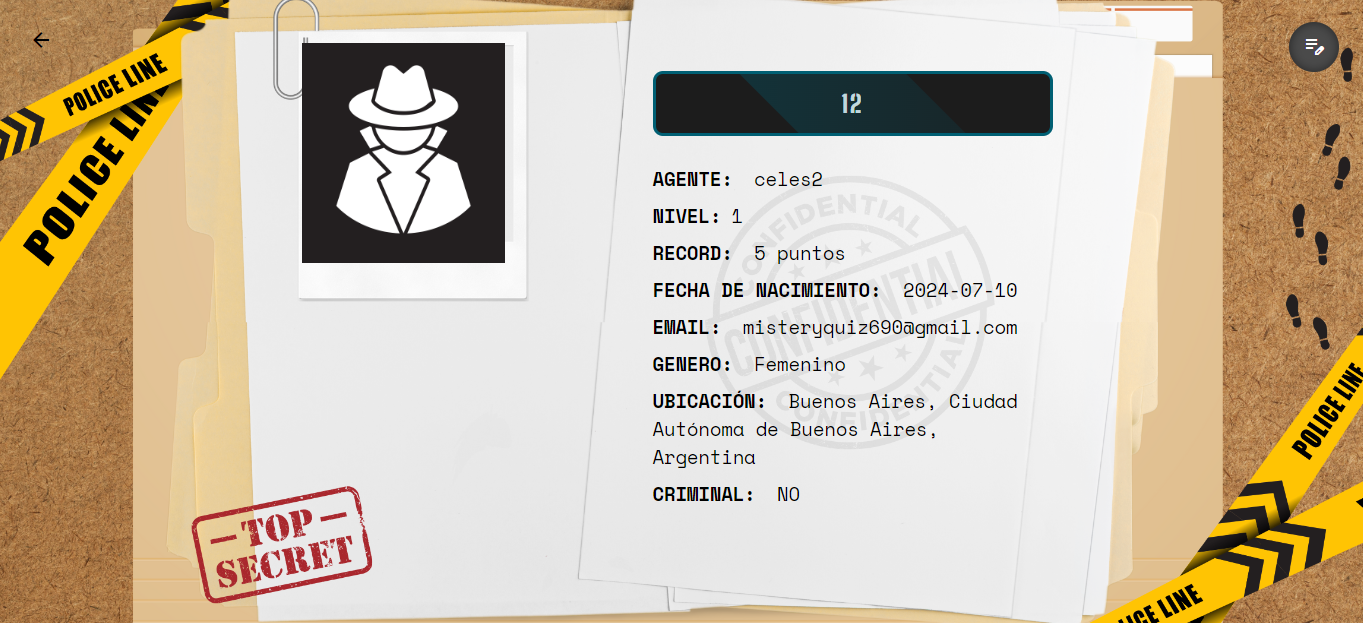 POLICE LINE
POLICE LINE
12
AGENTE: celes2
NIVEL: 1
RECORD: 5 puntos
FECHA DE NACIMIENTO: 2024-07-10
EMAIL: misteryquiz690@gmail.com
GENERO: Femenino
UBICACIÓN: Buenos Aires, Ciudad
Autónoma de Buenos Aires,
Argentina
CRIMINAL: NO
CONFIDENTIAL
CONFIDENTIAL
CONFIDENTIAL
TOP
SECRET
POLICE LINE
POLICE LINE